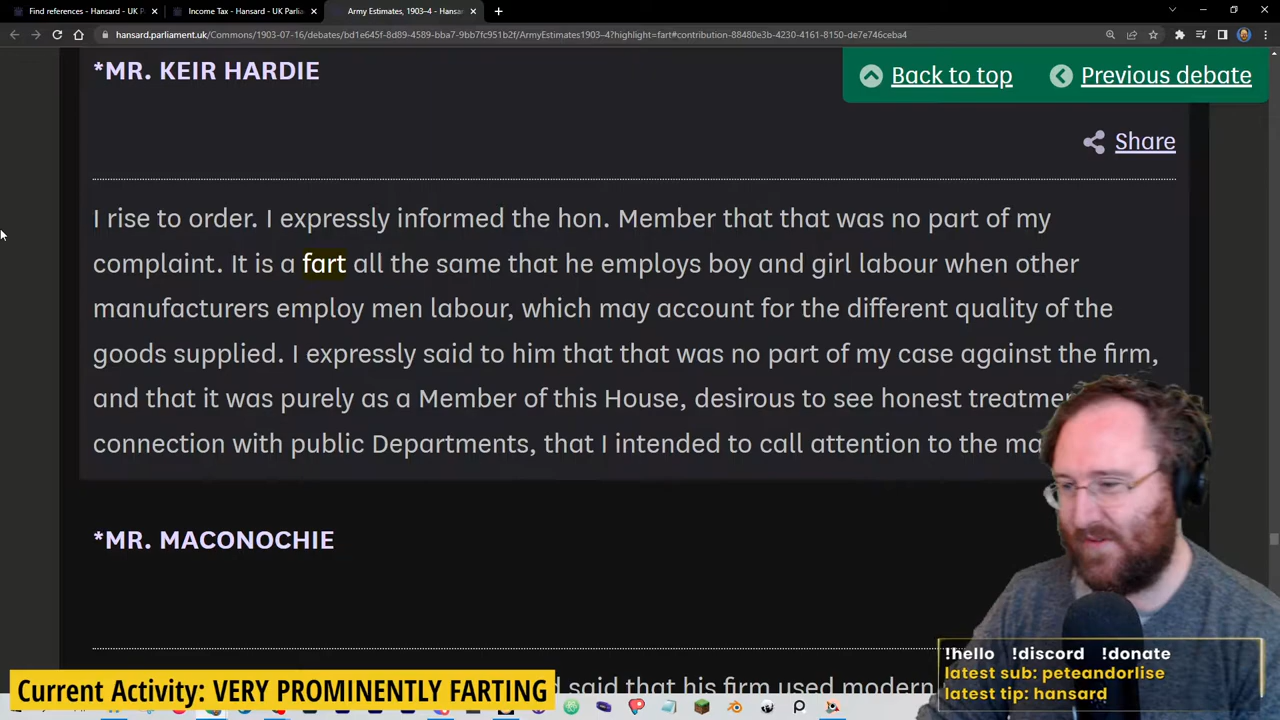 Find references - Hansard - UK P
Income Tax - Hansard - UK Parlia
Army Estimates, 1903–4 - Hansa
hansard.parliament.uk/Commons/1903-07-16/debates/bd1e645f-8d89-4589-bba7-9bb7fc951b2f/ArmyEstimates1903–4?highlight=fart#contribution-88480e3b-4230-4161-8150-de7e746ceba4
*MR. KEIR HARDIE
Back to top
Previous debate
Share
I rise to order. I expressly informed the hon. Member that that was no part of my
complaint. It is a fart all the same that he employs boy and girl labour when other
manufacturers employ men labour, which may account for the different quality of the
goods supplied. I expressly said to him that that was no part of my case against the firm,
and that it was purely as a Member of this House, desirous to see honest treatmen
connection with public Departments, that I intended to call attention to the ma
*MR. MACONOCHIE
said that his firm used modern
Current Activity: VERY PROMINENTLY FARTING
!hello !discord !donate
latest sub: peteandorlise
latest tip: hansard